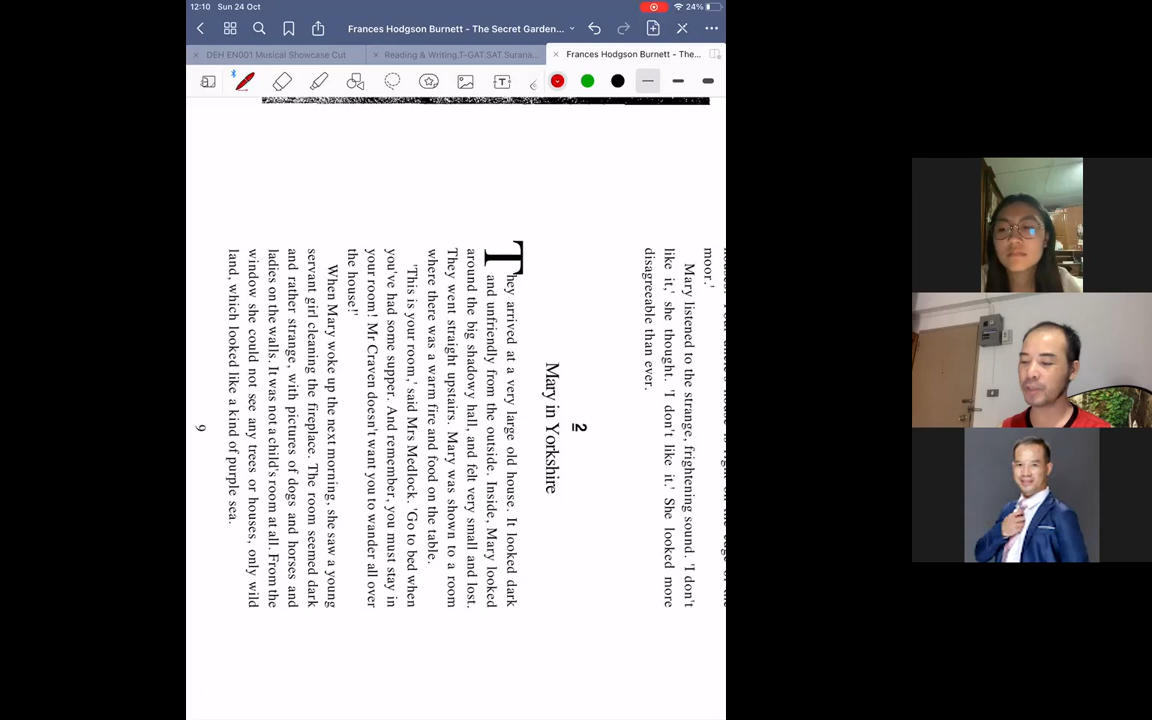 12:10 Sun 24 Oct
24%
Frances Hodgson Burnett - The Secret Garden...
DEH EN001 Musical Showcase Cut
Reading & Writing,T-GAT,SAT Surana...
Frances Hodgson Burnett - The...
T
moor.'
Mary listened to the strange, frightening sound. 'I don't
like it,' she thought. 'I don't like it.' She looked more
disagreeable than ever.
2
Mary in Yorkshire
They arrived at a very large old house. It looked dark
and unfriendly from the outside. Inside, Mary looked
around the big shadowy hall, and felt very small and lost.
They went straight upstairs. Mary was shown to a room
where there was a warm fire and food on the table.
'This is your room,' said Mrs Medlock. 'Go to bed when
you've had some supper. And remember, you must stay in
your room! Mr Craven doesn't want you to wander all over
the house!'
When Mary woke up the next morning, she saw a young
servant girl cleaning the fireplace. The room seemed dark
and rather strange, with pictures of dogs and horses and
ladies on the walls. It was not a child's room at all. From the
window she could not see any trees or houses, only wild
land, which looked like a kind of purple sea.
9